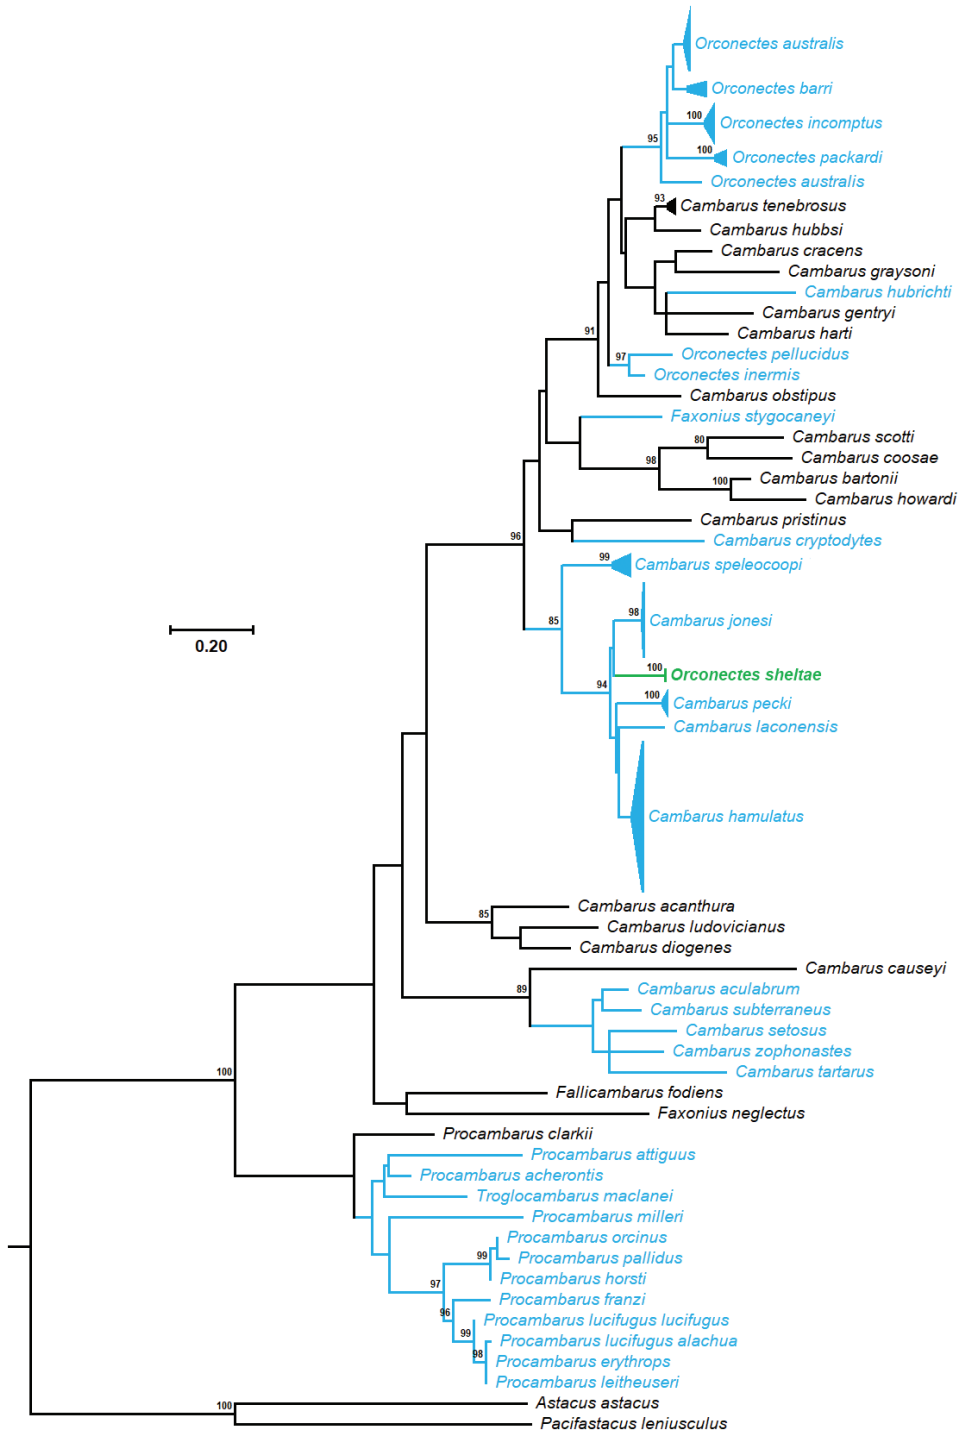 Orconectes australis
Orconectes barri
100
Orconectes incomptus
100
Orconectes packardi
95
Orconectes australis
93
Cambarus tenebrosus
Cambarus hubbsi
Cambarus cracens
Cambarus graysoni
Cambarus hubrichti
Cambarus gentryi
91
Cambarus harti
97
Orconectes pellucidus
Orconectes inermis
Cambarus obstipus
Faxonius stygocaneyi
80
Cambarus scotti
98
Cambarus coosae
100
Cambarus bartonii
Cambarus howardi
96
Cambarus pristinus
Cambarus cryptodytes
99
Cambarus speleocoopi
85
98
Cambarus jonesi
0.20
100
Orconectes sheltae
94
100
Cambarus pecki
Cambarus laconensis
Cambarus hamulatus
85
Cambarus acanthura
Cambarus ludovicianus
Cambarus diogenes
Cambarus causeyi
89
Cambarus aculabrum
Cambarus subterraneus
Cambarus setosus
Cambarus zophonastes
100
Cambarus tartarus
Fallicambarus fodiens
Faxonius neglectus
Procambarus clarkii
Procambarus attiguus
Procambarus acherontis
Troglocambarus maclanei
Procambarus milleri
Procambarus orcinus
99
Procambarus pallidus
97
Procambarus horsti
Procambarus franzi
96
Procambarus lucifugus lucifugus
99
Procambarus lucifugus alachua
98
Procambarus erythrops
Procambarus leitheuseri
100
Astacus astacus
Pacifastacus leniusculus